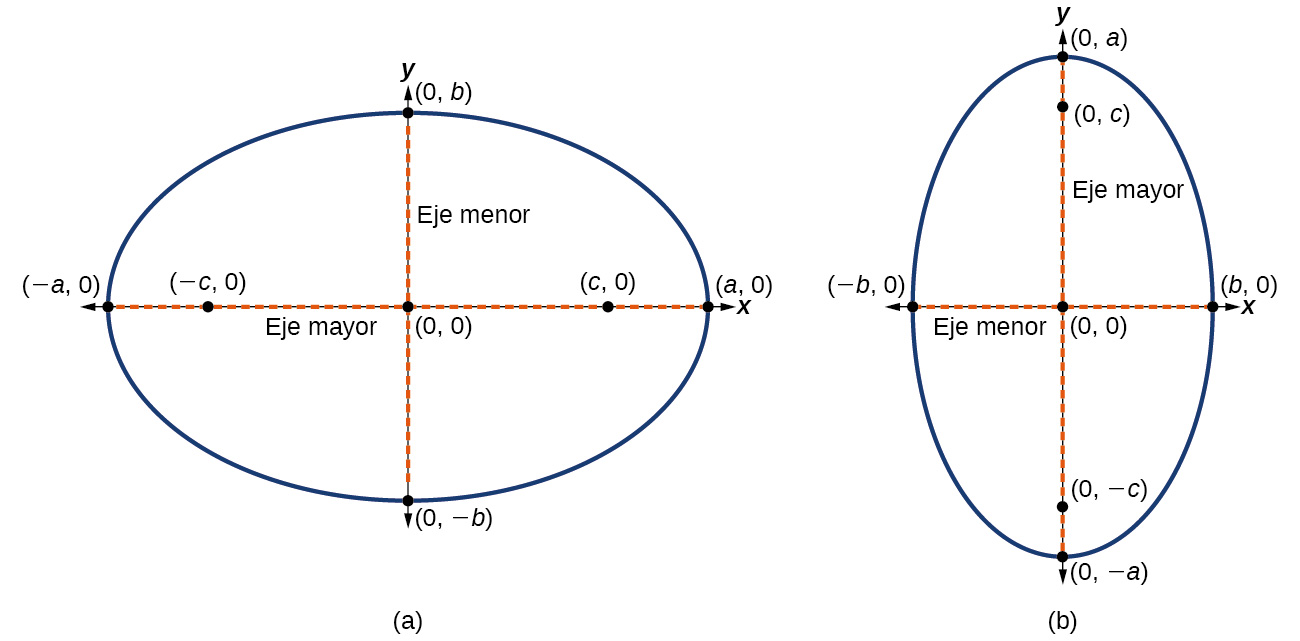 y
(0, b)
Eje menor
(−a, 0)
(−c, 0)
(c, 0)
(a, 0)
x
Eje mayor
(0, 0)
(0, −b)
(a)
y
(0, a)
(0, c)
Eje mayor
(−b, 0)
(b, 0)
x
Eje menor
(0, 0)
(0, −c)
(0, −a)
(b)